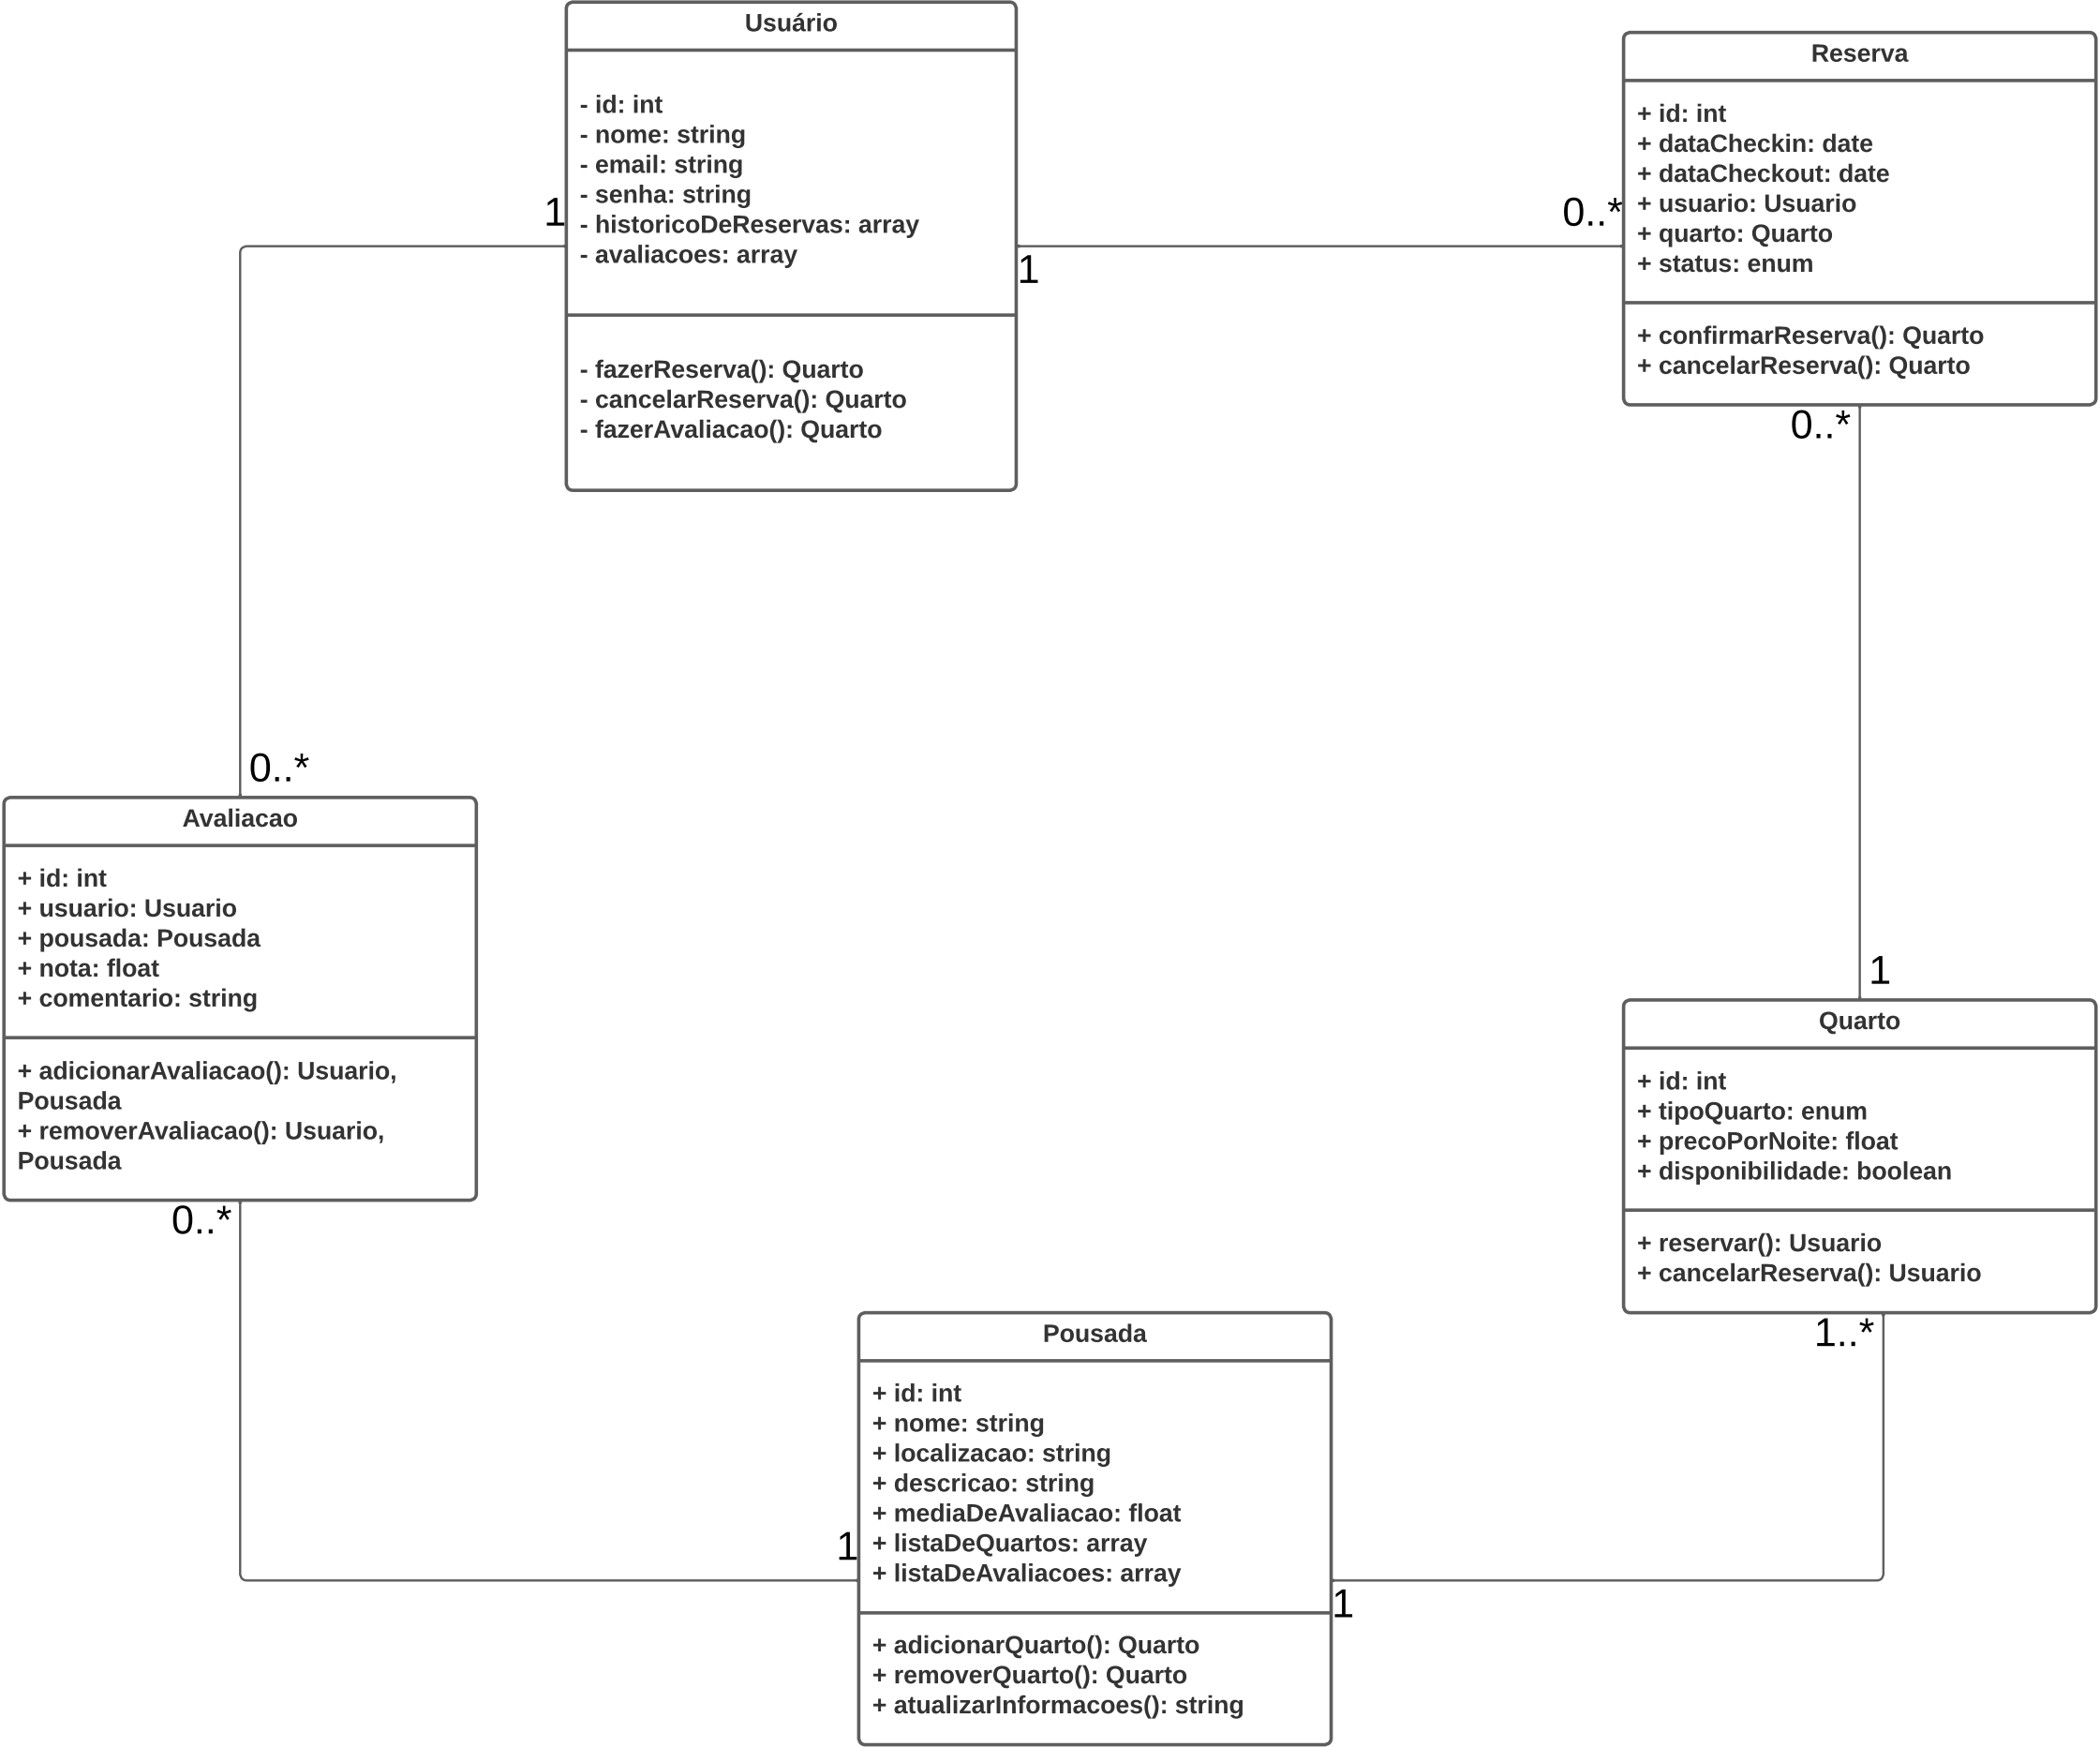 Usuário
- id: int
- nome: string
- email: string
- senha: string
- historicoDeReservas: array
- avaliacoes: array
- fazerReserva(): Quarto
- cancelarReserva(): Quarto
- fazerAvaliacao(): Quarto
1
1
0..*
Reserva
+ id: int
+ dataCheckin: date
+ dataCheckout: date
+ usuario: Usuario
+ quarto: Quarto
+ status: enum
+ confirmarReserva(): Quarto
+ cancelarReserva(): Quarto
0..*
0..*
Avaliacao
+ id: int
+ usuario: Usuario
+ pousada: Pousada
+ nota: float
+ comentario: string
+ adicionarAvaliacao(): Usuario,
Pousada
+ removerAvaliacao(): Usuario,
Pousada
0..*
1
Quarto
+ id: int
+ tipoQuarto: enum
+ precoPorNoite: float
+ disponibilidade: boolean
+ reservar(): Usuario
+ cancelarReserva(): Usuario
1..*
Pousada
+ id: int
+ nome: string
+ localizacao: string
+ descricao: string
+ mediaDeAvaliacao: float
+ listaDeQuartos: array
+ listaDeAvaliacoes: array
+ adicionarQuarto(): Quarto
+ removerQuarto(): Quarto
+ atualizarInformacoes(): string
1
1